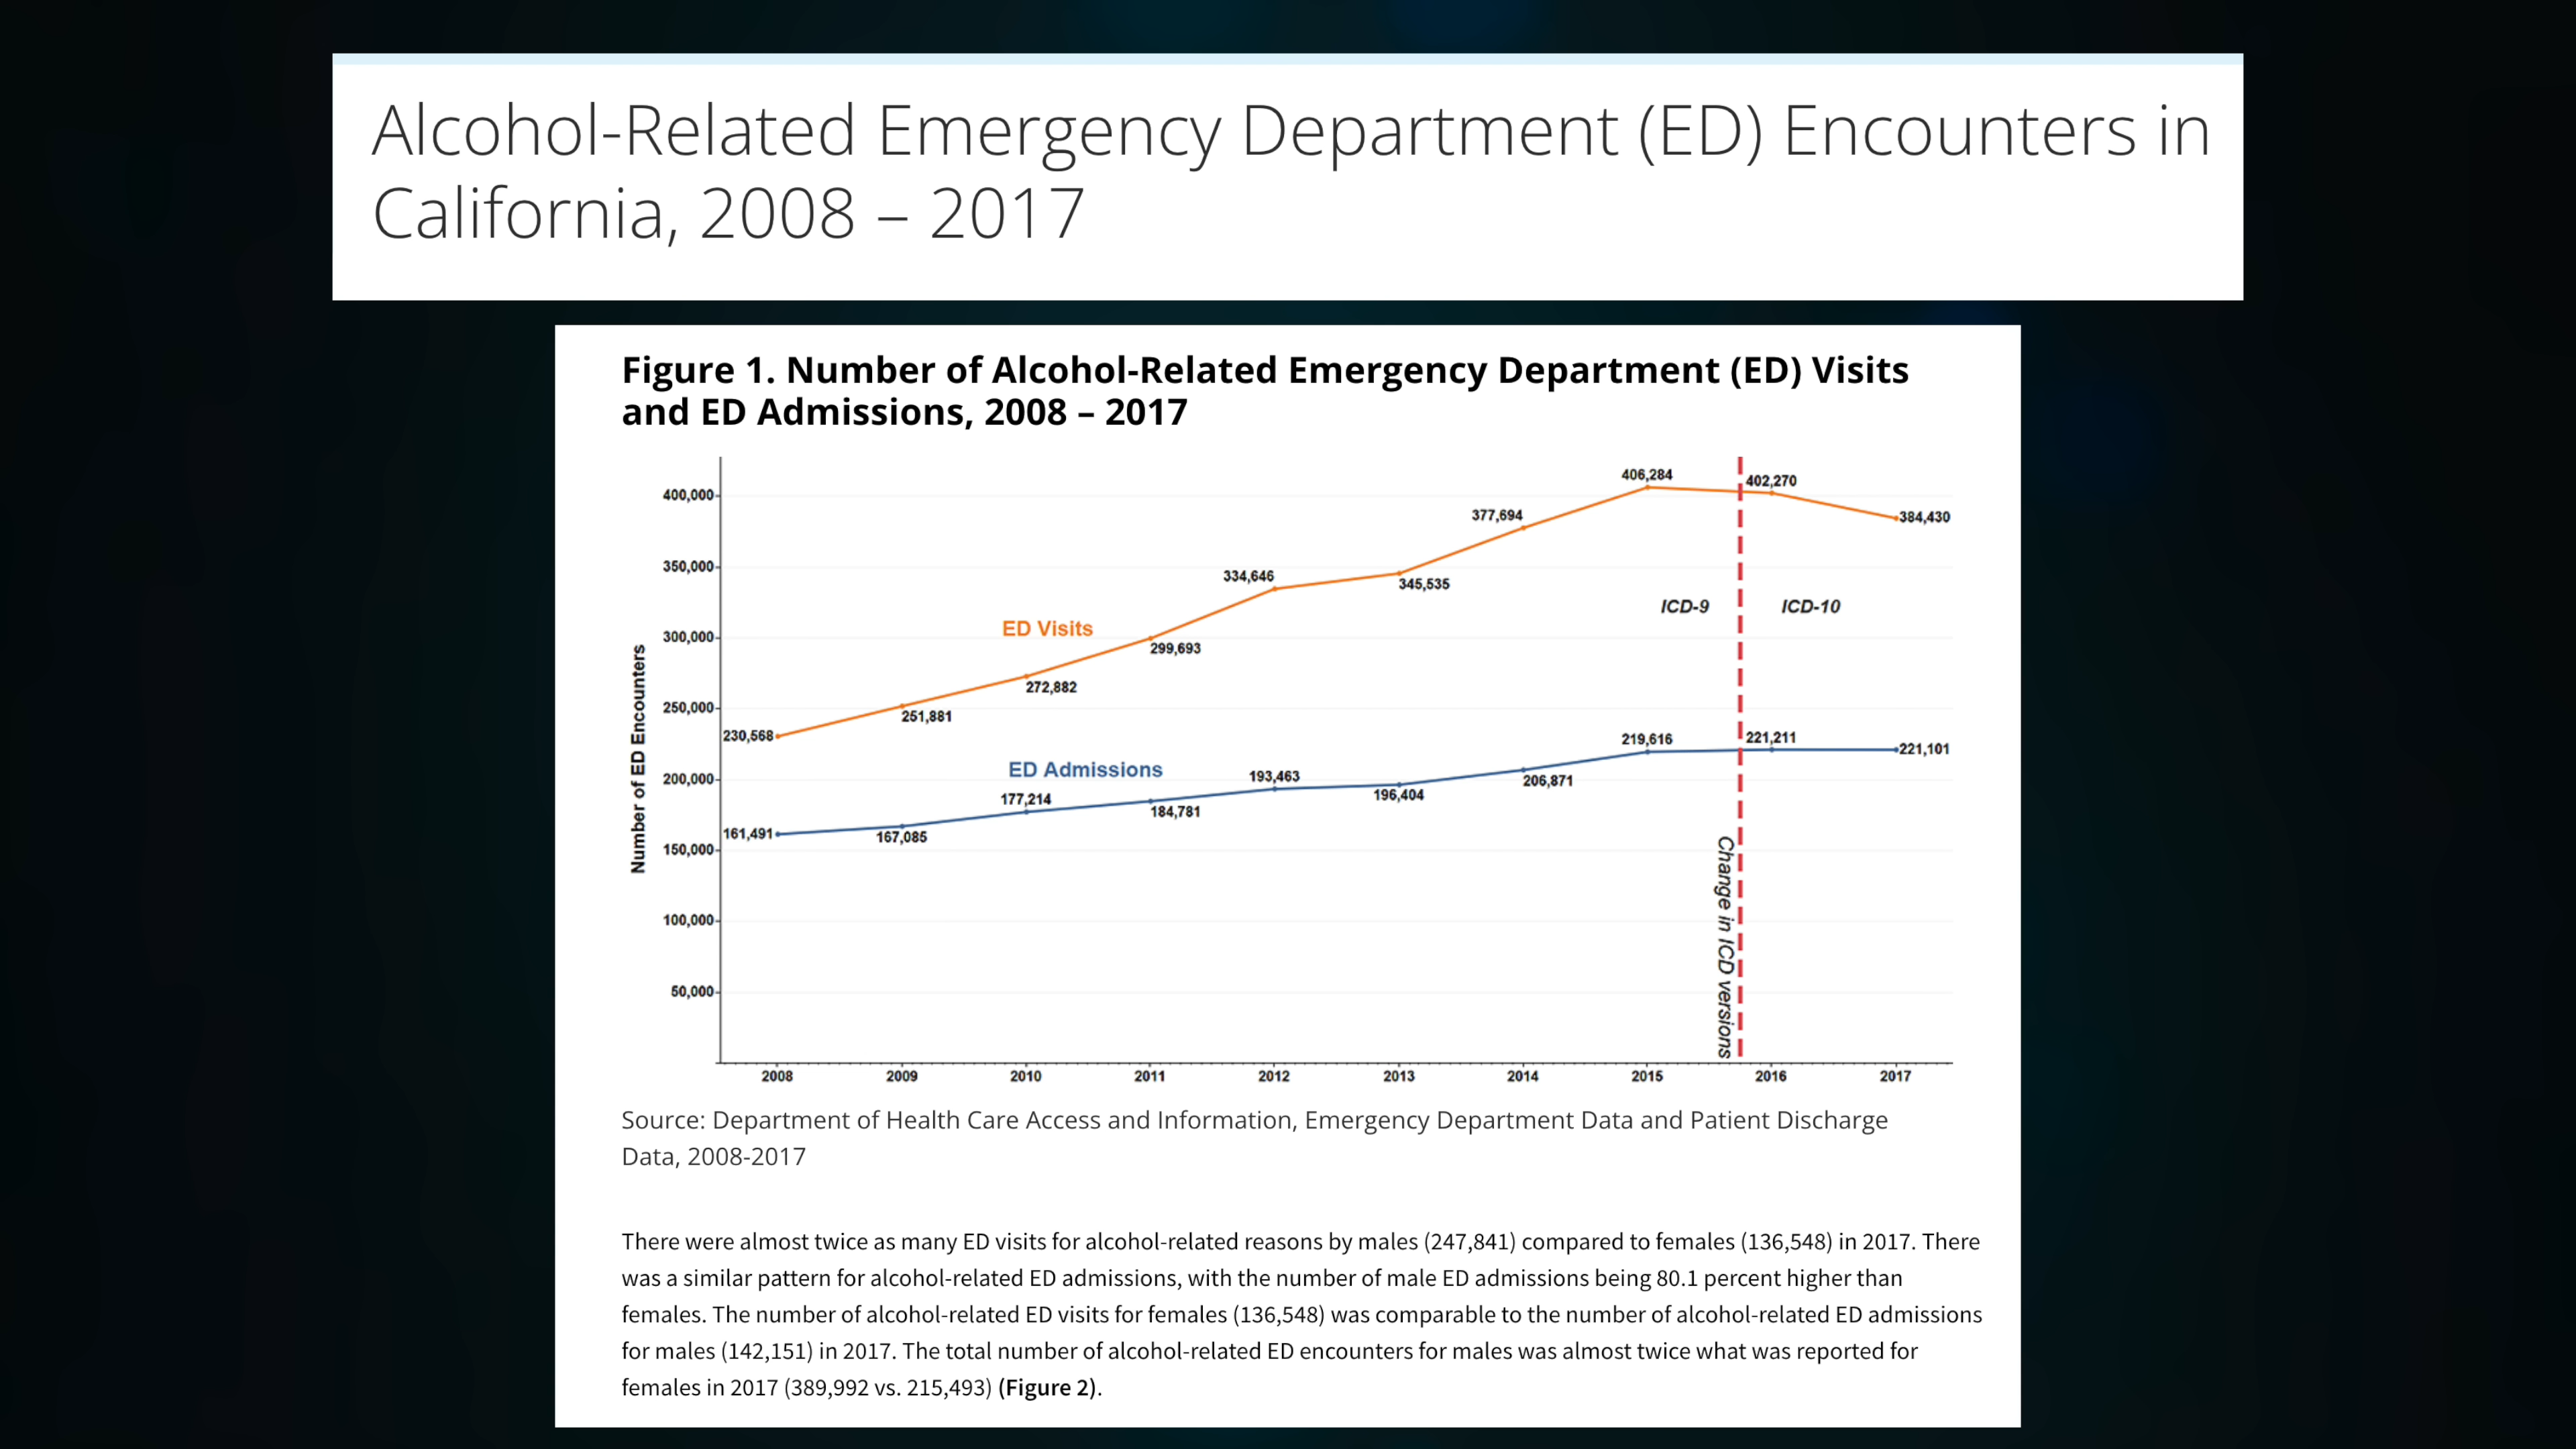 Alcohol-Related Emergency Department (ED) Encounters in
California, 2008 – 2017
Figure 1. Number of Alcohol-Related Emergency Department (ED) Visits
and ED Admissions, 2008 – 2017
Number of ED Encounters
400,000
350,000
300,000
250,000
200,000
150,000
100,000
50,000
ED Visits
230,568
251,881
272,882
299,693
334,646
345,535
377,694
406,284
402,270
384,430
ICD-9
ICD-10
ED Admissions
161,491
167,085
177,214
184,781
193,463
196,404
206,871
219,616
221,211
221,101
Change in ICD versions
2008 2009 2010 2011 2012 2013 2014 2015 2016 2017
Source: Department of Health Care Access and Information, Emergency Department Data and Patient Discharge
Data, 2008-2017
There were almost twice as many ED visits for alcohol-related reasons by males (247,841) compared to females (136,548) in 2017. There
was a similar pattern for alcohol-related ED admissions, with the number of male ED admissions being 80.1 percent higher than
females. The number of alcohol-related ED visits for females (136,548) was comparable to the number of alcohol-related ED admissions
for males (142,151) in 2017. The total number of alcohol-related ED encounters for males was almost twice what was reported for
females in 2017 (389,992 vs. 215,493) (Figure 2).